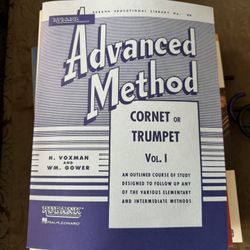 RUBANK EDUCATIONAL LIBRARY No.
Advanced
Method
CORNET OR
TRUMPET
VOL. I
H. VOXMAN
AND
WM. GOWER
AN OUTLINED COURSE OF STUDY
DESIGNED TO FOLLOW UP ANY
OF THE VARIOUS ELEMENTARY
AND INTERMEDIATE METHODS
RUBANK
HAL•LEONARD